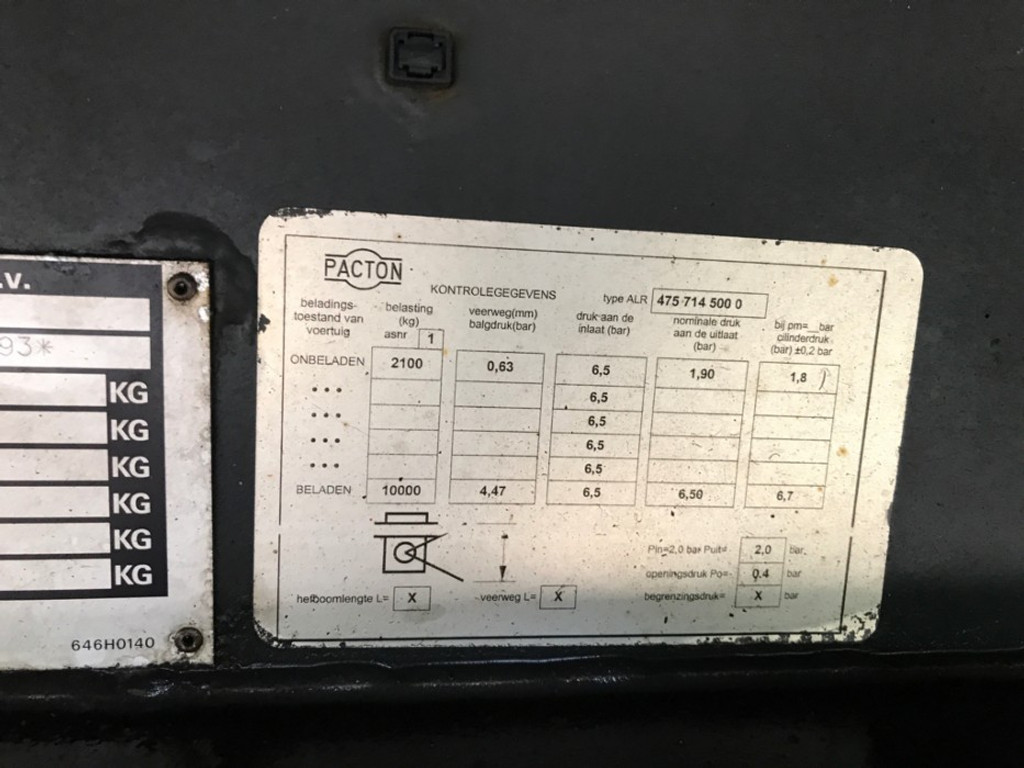 .V.
93*
KG
KG
KG
KG
KG
KG
646H0140
PACTON
KONTROLEGEGEVENS
type ALR 475 714 500 0
beladings-
toestand van
voertuig
belasting
(kg)
asnr 1
veerweg(mm)
balgdruk(bar)
druk aan de
inlaat (bar)
nominale druk
aan de uitlaat
(bar)
bij pm=__bar
cilinderdruk
(bar) ±0,2 bar
ONBELADEN 2100 0,63 6,5 1,90 1,8
••• 6,5
••• 6,5
••• 6,5
••• 6,5
BELADEN 10000 4,47 6,5 6,50 6,7
Pin=2,0 bar Puit= 2,0 bar
openingsdruk Po= 0,4 bar
hefboomlengte L= X veerweg L= X begrenzingsdruk= X bar